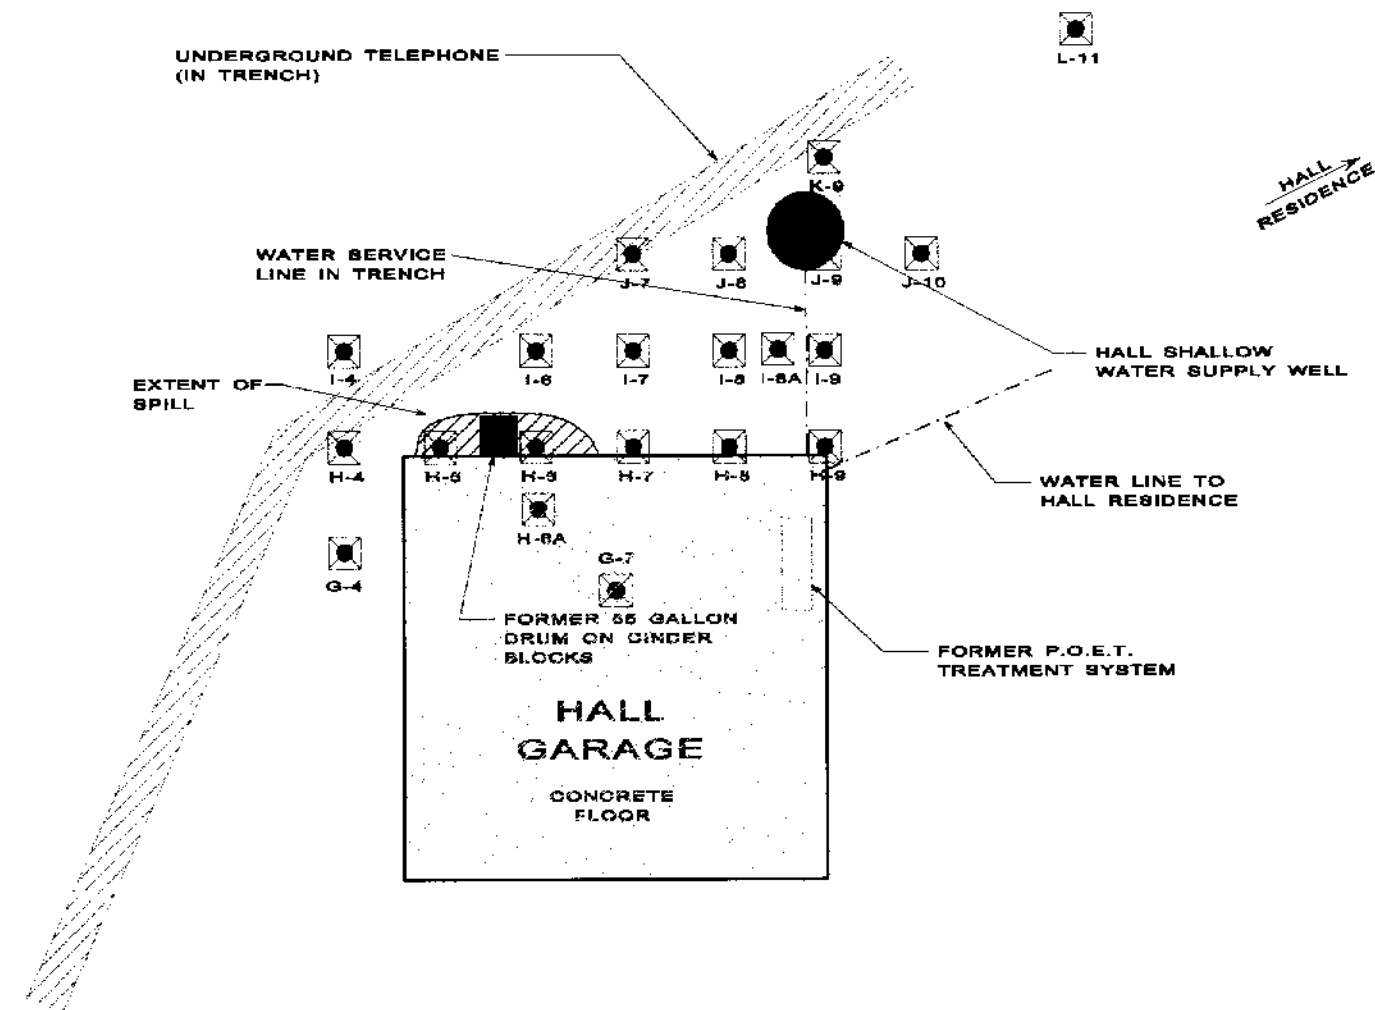 L-11
UNDERGROUND TELEPHONE
(IN TRENCH)
K-9
HALL
RESIDENCE
WATER SERVICE
LINE IN TRENCH
J-7
J-8
J-9
J-10
HALL SHALLOW
WATER SUPPLY WELL
I-4
I-6
I-7
I-8
I-8A
I-9
EXTENT OF
SPILL
H-4
H-5
H-6
H-7
H-8
H-9
WATER LINE TO
HALL RESIDENCE
H-6A
G-4
G-7
FORMER 55 GALLON
DRUM ON CINDER
BLOCKS
FORMER P.O.E.T.
TREATMENT SYSTEM
HALL
GARAGE
CONCRETE
FLOOR